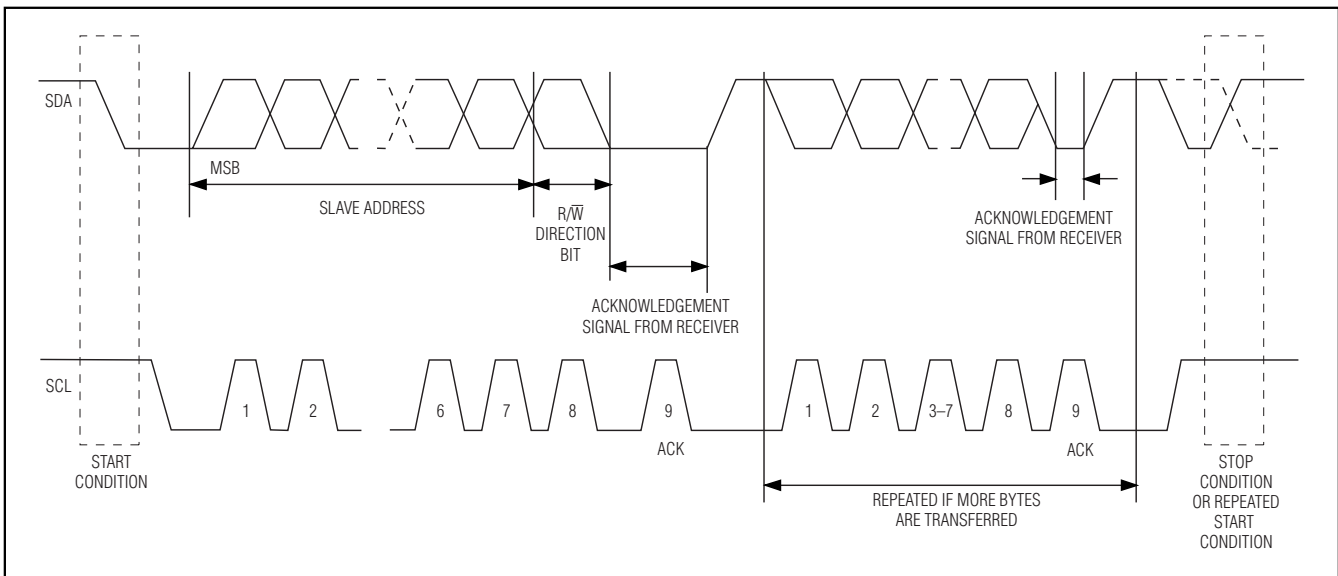 SDA
MSB
SLAVE ADDRESS
R/W̅
DIRECTION
BIT
ACKNOWLEDGEMENT
SIGNAL FROM RECEIVER
ACKNOWLEDGEMENT
SIGNAL FROM RECEIVER
SCL
1
2
6
7
8
9
ACK
1
2
3–7
8
9
ACK
START
CONDITION
REPEATED IF MORE BYTES
ARE TRANSFERRED
STOP
CONDITION
OR REPEATED
START
CONDITION